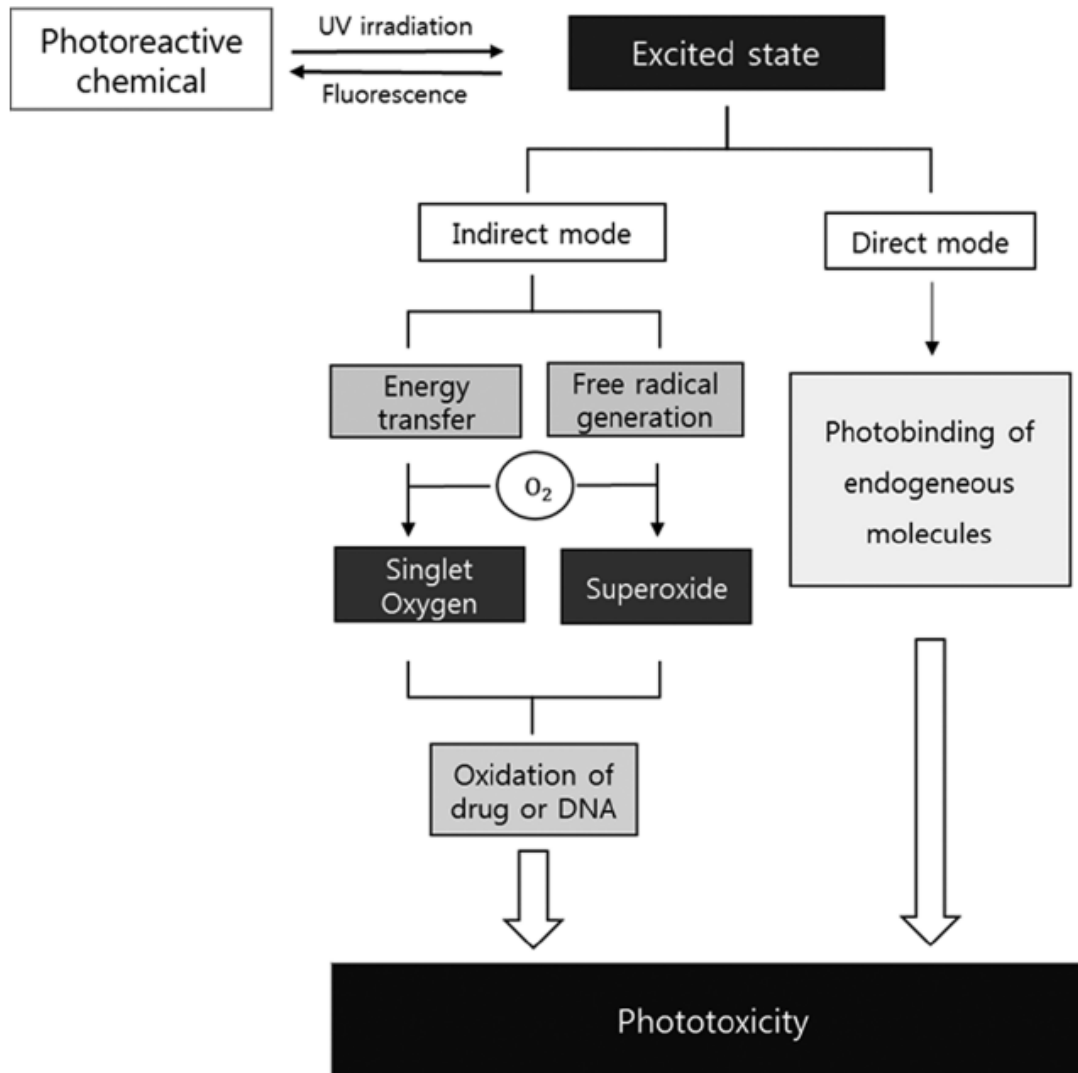 Photoreactive
chemical
UV irradiation
Fluorescence
Excited state
Indirect mode
Direct mode
Energy
transfer
Free radical
generation
Photobinding of
endogeneous
molecules
O₂
Singlet
Oxygen
Superoxide
Oxidation of
drug or DNA
Phototoxicity